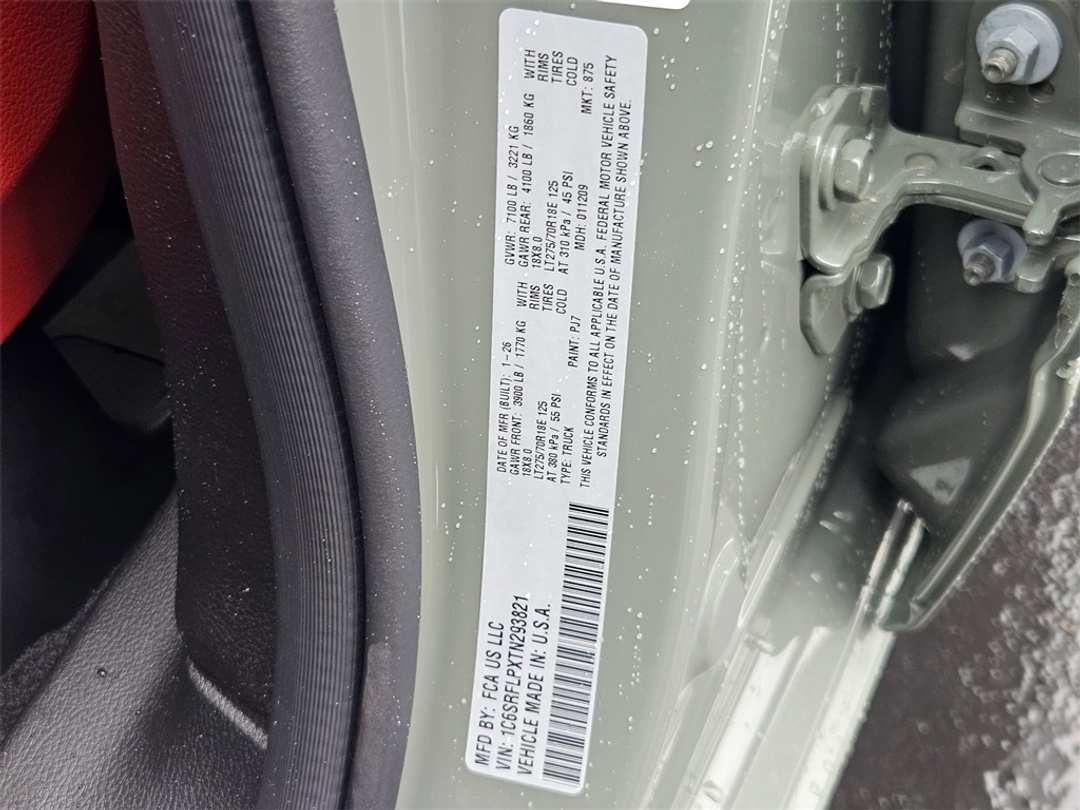 MFD BY: FCA US LLC
VIN: 1C6SRFLPXTN293821
VEHICLE MADE IN: U.S.A.
DATE OF MFR (BUILT): 1-26 GVWR: 7100 LB / 3221 KG
GAWR FRONT: 3900 LB / 1770 KG WITH GAWR REAR: 4100 LB / 1860 KG WITH
18X8.0 RIMS 18X8.0 RIMS
LT275/70R18E 125 TIRES LT275/70R18E 125 TIRES
AT 380 kPa / 55 PSI COLD AT 310 kPa / 45 PSI COLD
TYPE: TRUCK PAINT: PJ7 MDH: 011209 MKT: 875
THIS VEHICLE CONFORMS TO ALL APPLICABLE U.S.A. FEDERAL MOTOR VEHICLE SAFETY
STANDARDS IN EFFECT ON THE DATE OF MANUFACTURE SHOWN ABOVE.